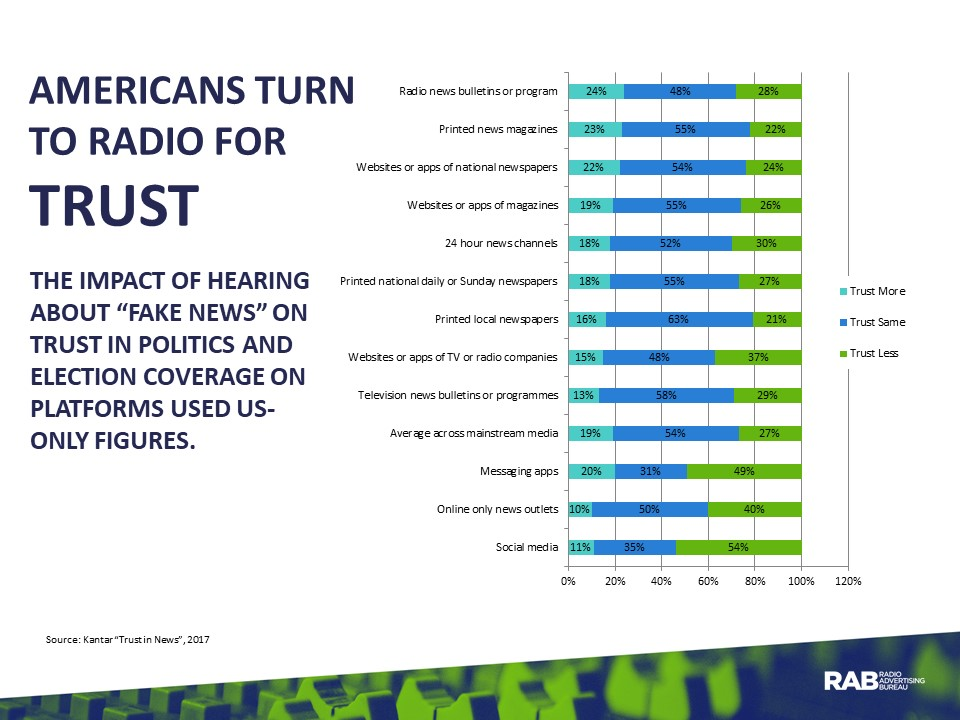 AMERICANS TURN
TO RADIO FOR
TRUST
THE IMPACT OF HEARING
ABOUT “FAKE NEWS” ON
TRUST IN POLITICS AND
ELECTION COVERAGE ON
PLATFORMS USED US-
ONLY FIGURES.
Radio news bulletins or program 24% 48% 28%
Printed news magazines 23% 55% 22%
Websites or apps of national newspapers 22% 54% 24%
Websites or apps of magazines 19% 55% 26%
24 hour news channels 18% 52% 30%
Printed national daily or Sunday newspapers 18% 55% 27%
Printed local newspapers 16% 63% 21%
Websites or apps of TV or radio companies 15% 48% 37%
Television news bulletins or programmes 13% 58% 29%
Average across mainstream media 19% 54% 27%
Messaging apps 20% 31% 49%
Online only news outlets 10% 50% 40%
Social media 11% 35% 54%
0% 20% 40% 60% 80% 100% 120%
Trust More
Trust Same
Trust Less
Source: Kantar “Trust in News”, 2017
RAB RADIO
ADVERTISING
BUREAU